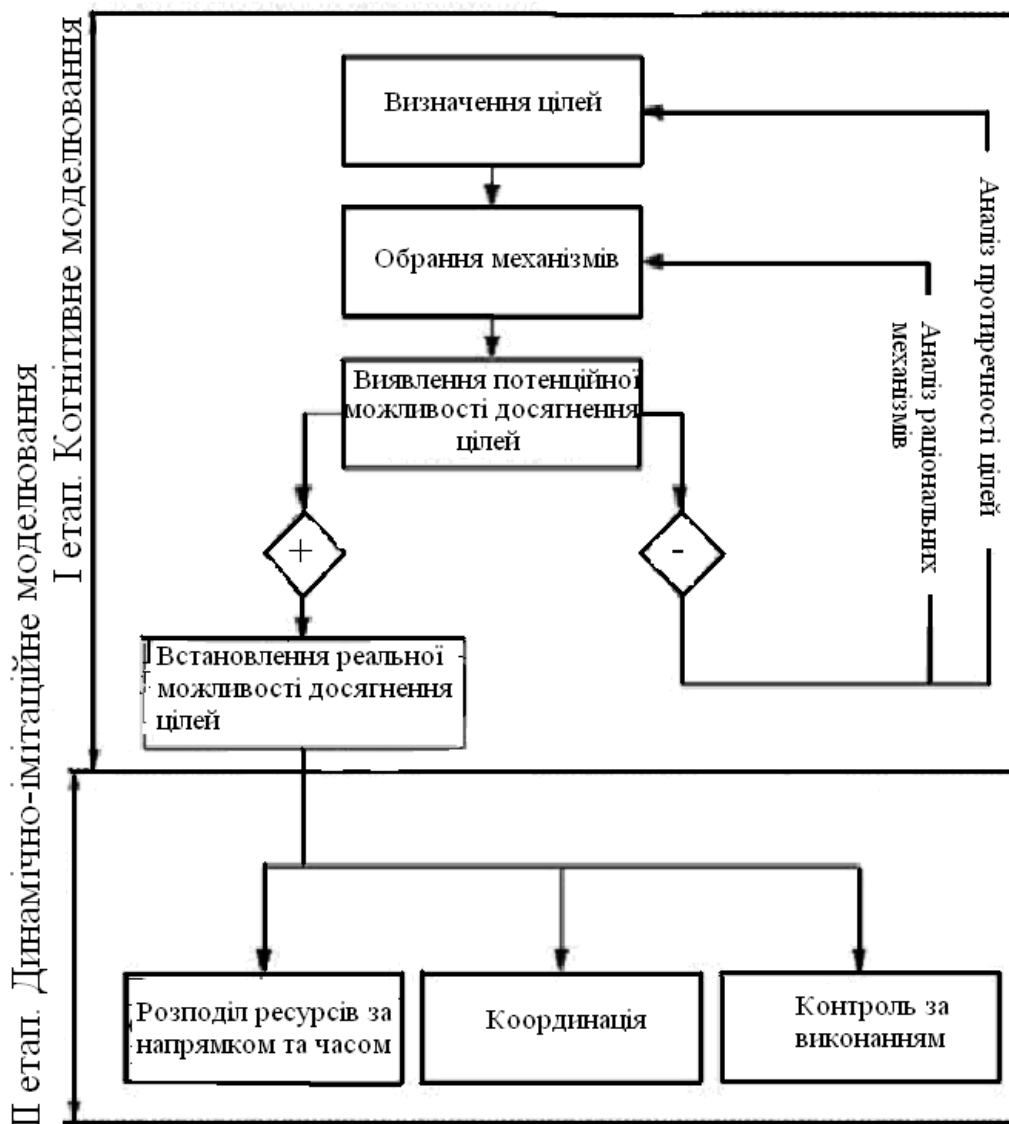 І етап. Когнітивне моделювання
Визначення цілей
Обрання механізмів
Виявлення потенційної
можливості досягнення
цілей
+
-
Аналіз раціональних
механізмів
Аналіз протиречності цілей
Встановлення реальної
можливості досягнення
цілей
ІІ етап. Динамічно-імітаційне моделювання
Розподіл ресурсів за
напрямком та часом
Координація
Контроль за
виконанням